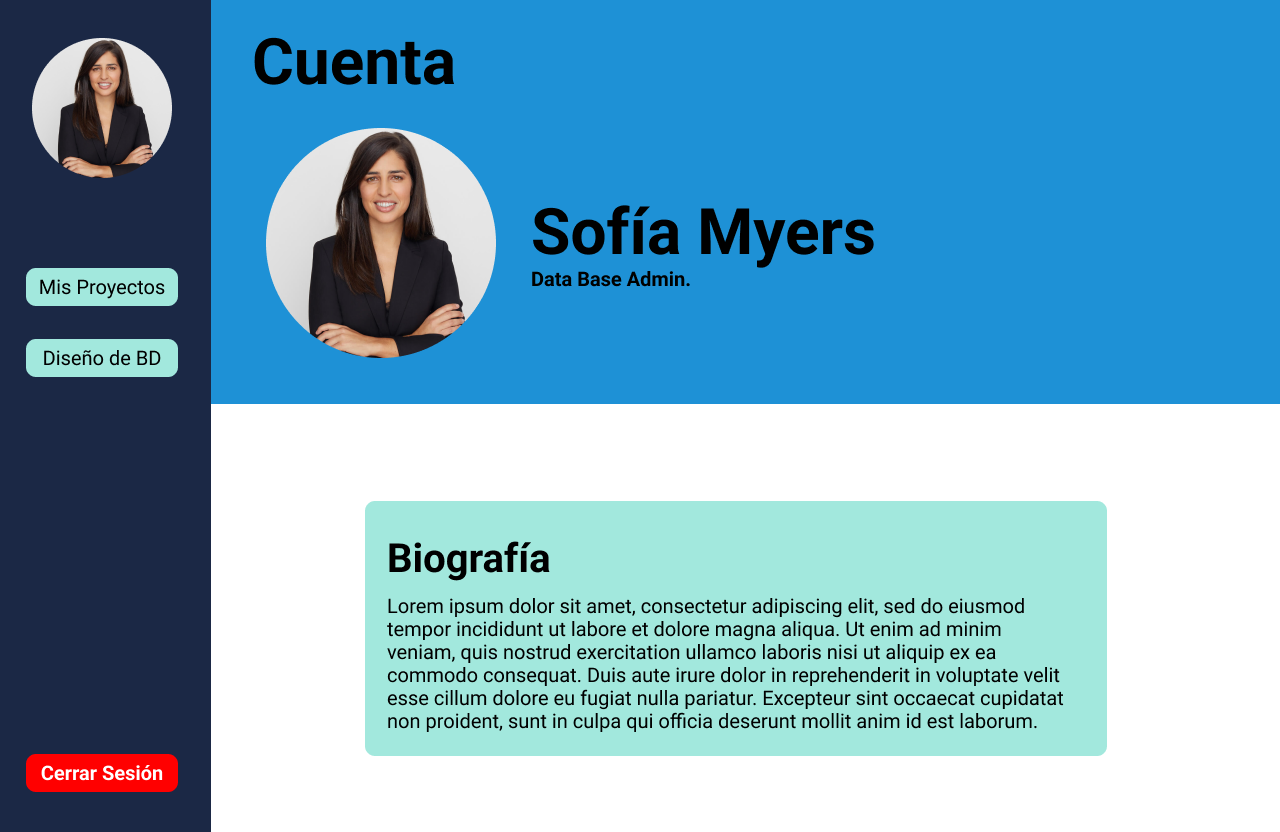 Cuenta
Sofía Myers
Data Base Admin.
Mis Proyectos
Diseño de BD
Biografía
Lorem ipsum dolor sit amet, consectetur adipiscing elit, sed do eiusmod
tempor incididunt ut labore et dolore magna aliqua. Ut enim ad minim
veniam, quis nostrud exercitation ullamco laboris nisi ut aliquip ex ea
commodo consequat. Duis aute irure dolor in reprehenderit in voluptate velit
esse cillum dolore eu fugiat nulla pariatur. Excepteur sint occaecat cupidatat
non proident, sunt in culpa qui officia deserunt mollit anim id est laborum.
Cerrar Sesión